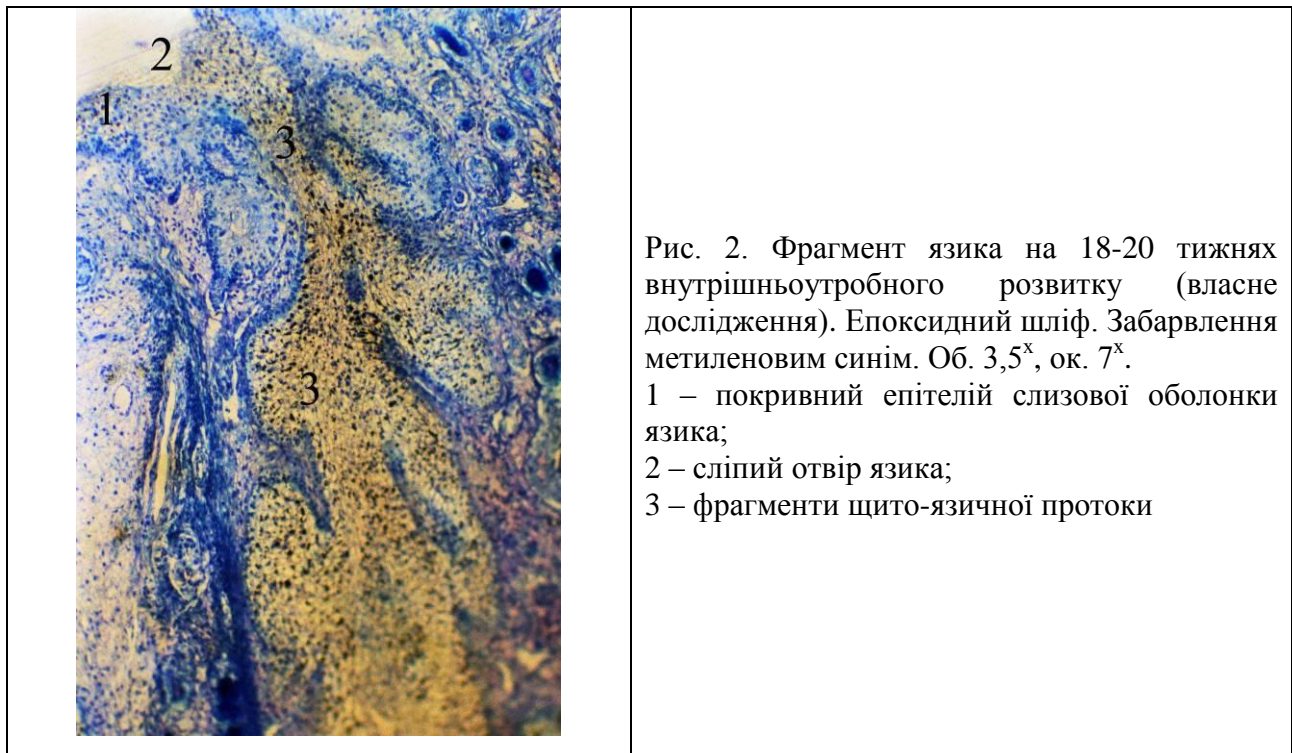 2
1
3
3
Рис. 2. Фрагмент язика на 18-20 тижнях
внутрішньоутробного розвитку (власне
дослідження). Епоксидний шліф. Забарвлення
метиленовим синім. Об. 3,5ˣ, ок. 7ˣ.
1 – покривний епітелій слизової оболонки
язика;
2 – сліпий отвір язика;
3 – фрагменти щито-язичної протоки